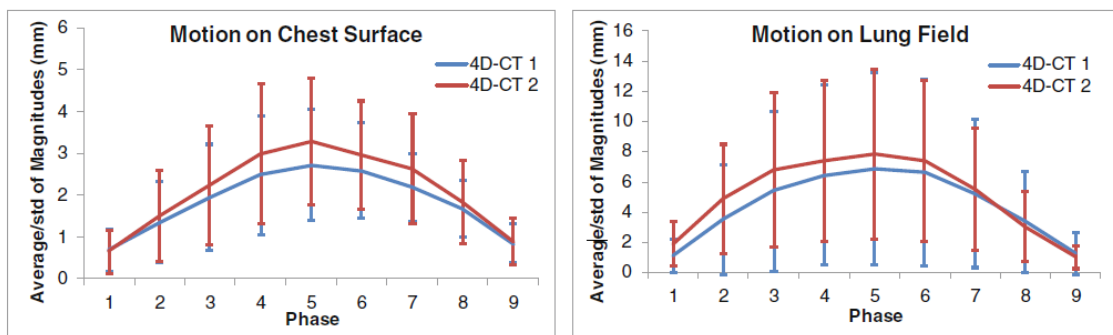 Motion on Chest Surface
4D-CT 1
4D-CT 2
Average/std of Magnitudes (mm)
6
5
4
3
2
1
0
1 2 3 4 5 6 7 8 9
Phase
Motion on Lung Field
4D-CT 1
4D-CT 2
Average/std of Magnitudes (mm)
16
14
12
10
8
6
4
2
0
1 2 3 4 5 6 7 8 9
Phase